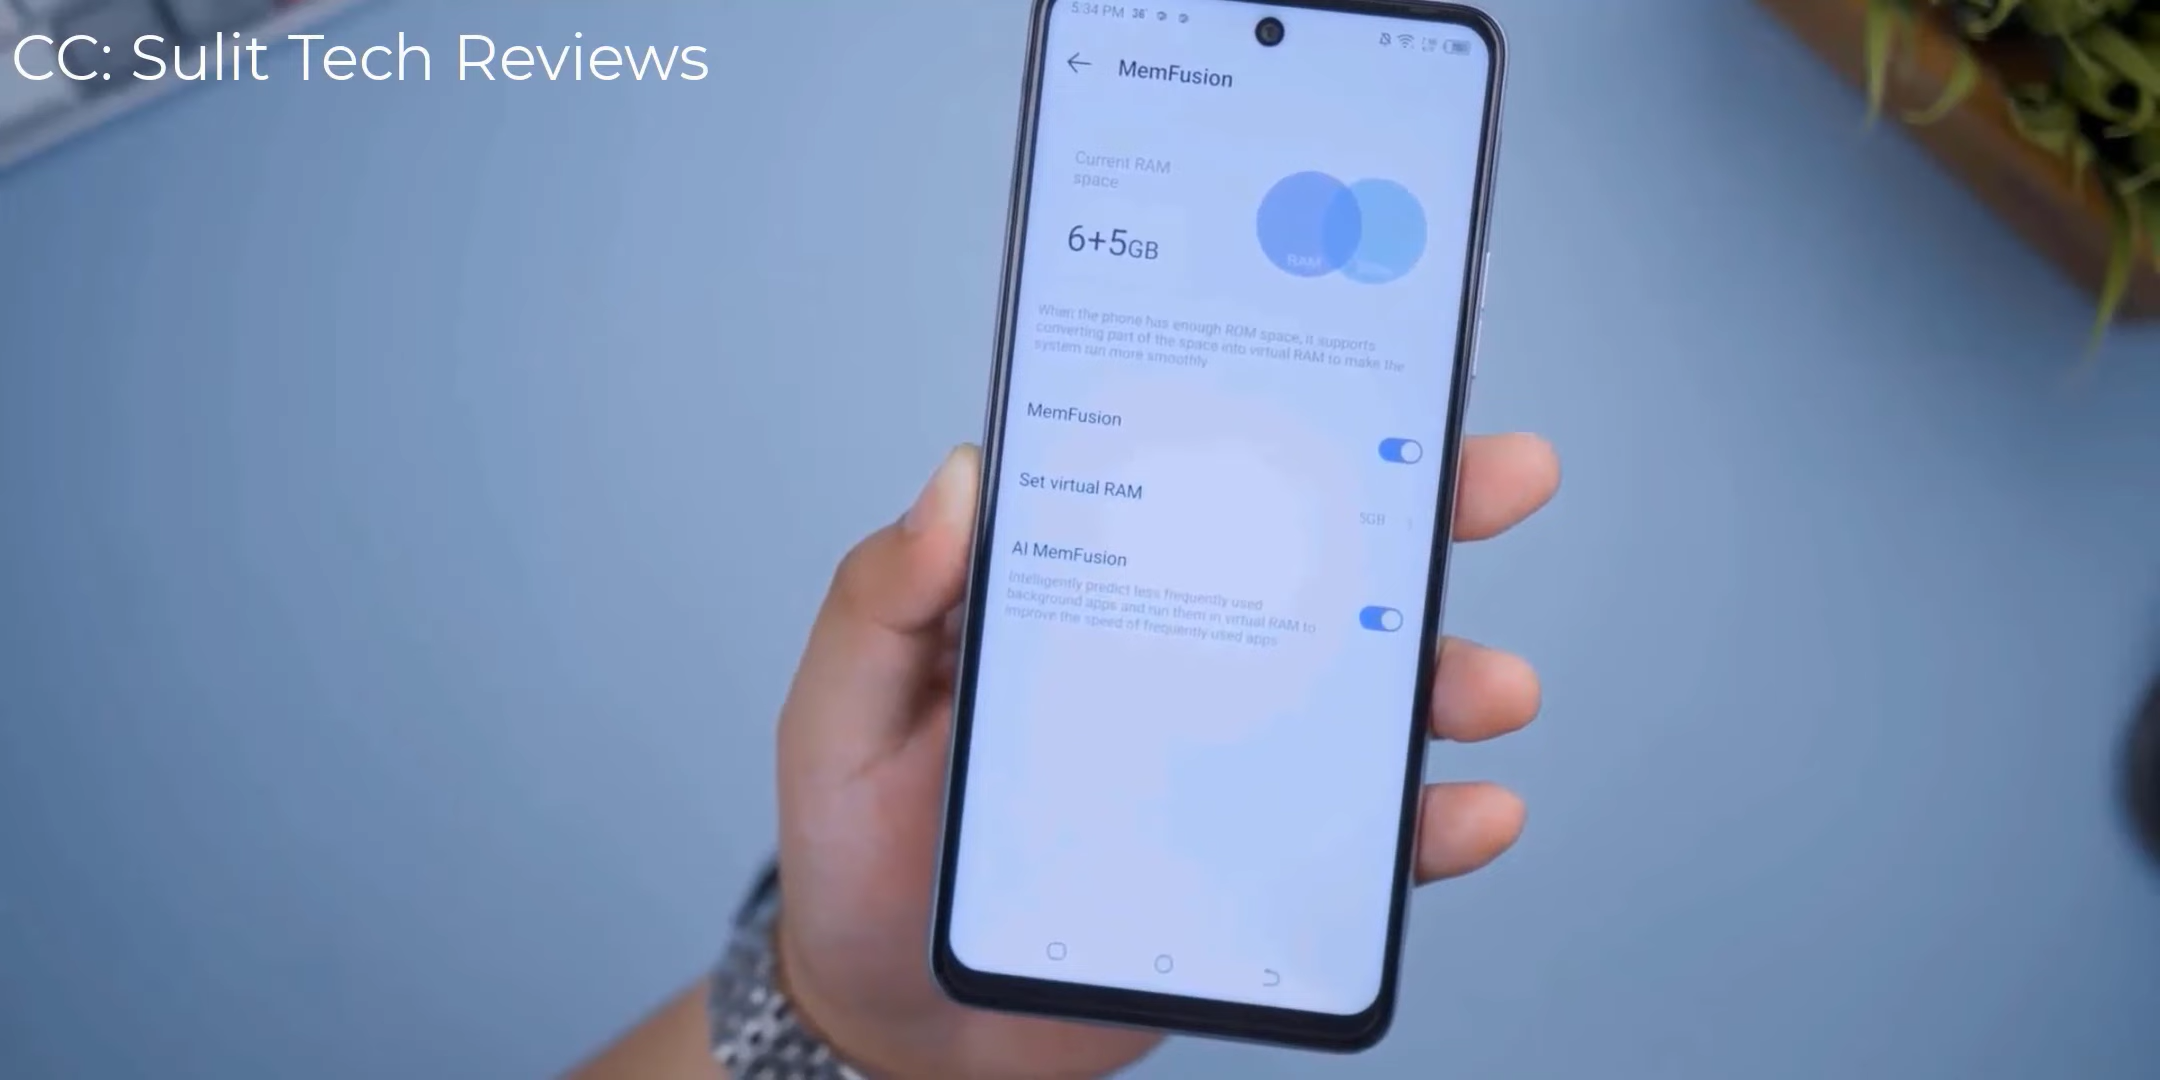 CC: Sulit Tech Reviews
5:34 PM 36°
MemFusion
Current RAM
space
6+5GB
RAM
When the phone has enough ROM space, it supports
converting part of the space into virtual RAM to make the
system run more smoothly
MemFusion
Set virtual RAM
5GB
AI MemFusion
Intelligently predict less frequently used
background apps and run them in virtual RAM to
improve the speed of frequently used apps